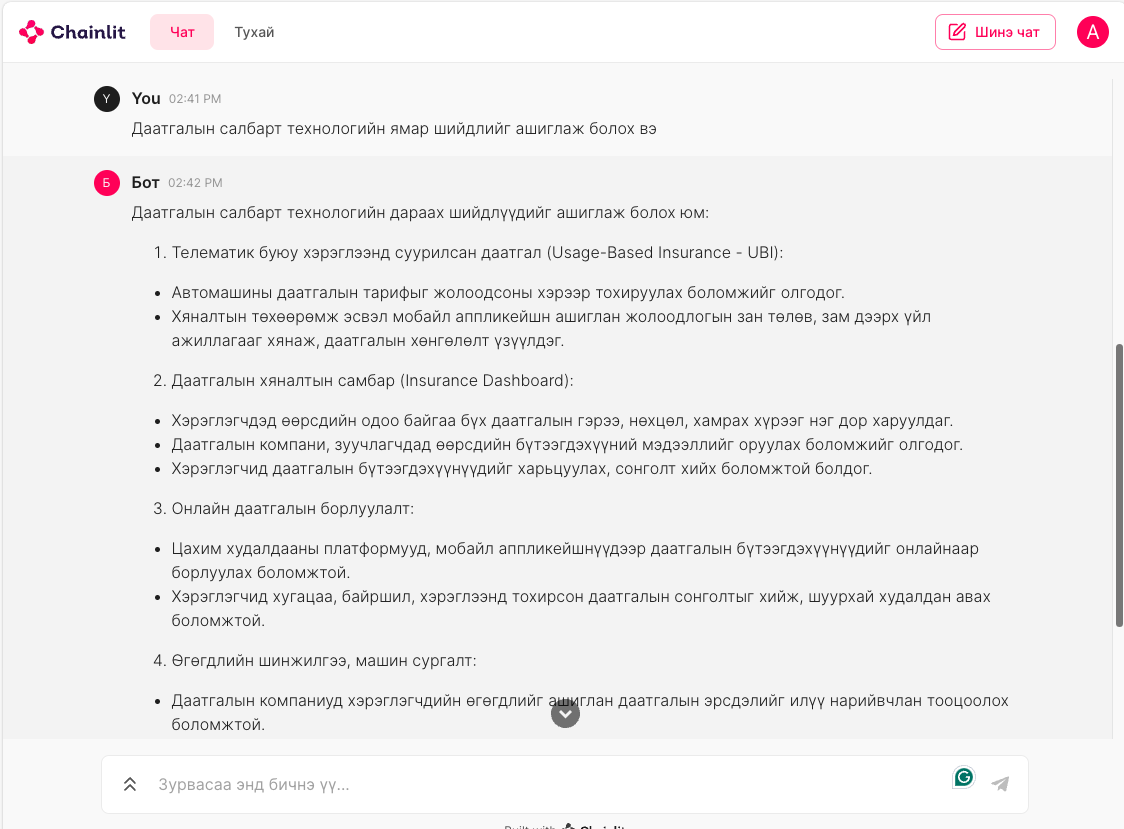 Chainlit Чат Тухай Шинэ чат A
Y You 02:41 PM
Даатгалын салбарт технологийн ямар шийдлийг ашиглаж болох вэ
Б Бот 02:42 PM
Даатгалын салбарт технологийн дараах шийдлүүдийг ашиглаж болох юм:
1. Телематик буюу хэрэглээнд суурилсан даатгал (Usage-Based Insurance - UBI):
• Автомашины даатгалын тарифыг жолоодсоны хэрээр тохируулах боломжийг олгодог.
• Хяналтын төхөөрөмж эсвэл мобайл аппликейшн ашиглан жолоодлогын зан төлөв, зам дээрх үйл
ажиллагааг хянаж, даатгалын хөнгөлөлт үзүүлдэг.
2. Даатгалын хяналтын самбар (Insurance Dashboard):
• Хэрэглэгчдэд өөрсдийн одоо байгаа бүх даатгалын гэрээ, нөхцөл, хамрах хүрээг нэг дор харуулдаг.
• Даатгалын компани, зуучлагчдад өөрсдийн бүтээгдэхүүний мэдээллийг оруулах боломжийг олгодог.
• Хэрэглэгчид даатгалын бүтээгдэхүүнүүдийг харьцуулах, сонголт хийх боломжтой болдог.
3. Онлайн даатгалын борлуулалт:
• Цахим худалдааны платформууд, мобайл аппликейшнүүдээр даатгалын бүтээгдэхүүнүүдийг онлайнаар
борлуулах боломжтой.
• Хэрэглэгчид хугацаа, байршил, хэрэглээнд тохирсон даатгалын сонголтыг хийж, шуурхай худалдан авах
боломжтой.
4. Өгөгдлийн шинжилгээ, машин сургалт:
• Даатгалын компаниуд хэрэглэгчдийн өгөгдлийг ашиглан даатгалын эрсдэлийг илүү нарийвчлан тооцоолох
боломжтой.
Зурвасаа энд бичнэ үү...
Built with Chainlit